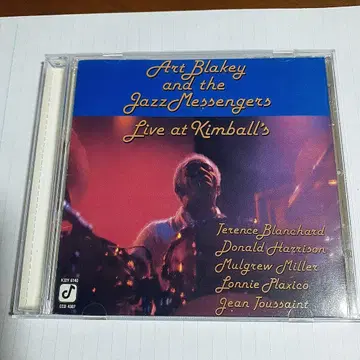 Art Blakey
and the
Jazz Messengers
Live at Kimball's
Terence Blanchard
Donald Harrison
Mulgrew Miller
Lonnie Plaxico
Jean Toussaint